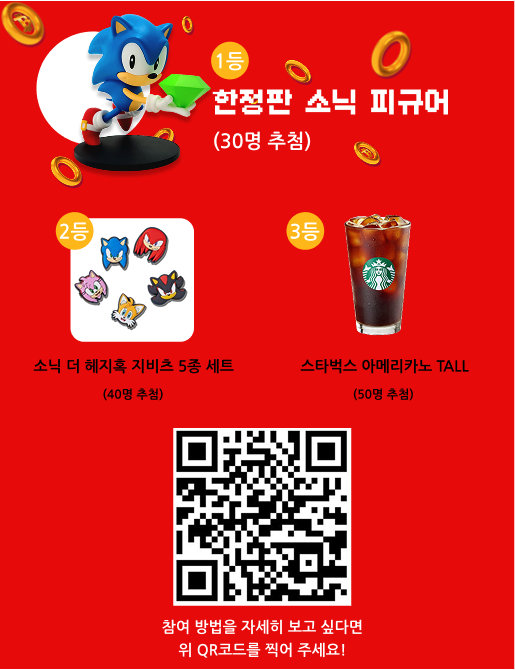 1등
한정판 소닉 피규어
(30명 추첨)
2등
소닉 더 헤지혹 지비츠 5종 세트
(40명 추첨)
3등
스타벅스 아메리카노 TALL
(50명 추첨)
참여 방법을 자세히 보고 싶다면
위 QR코드를 찍어 주세요!